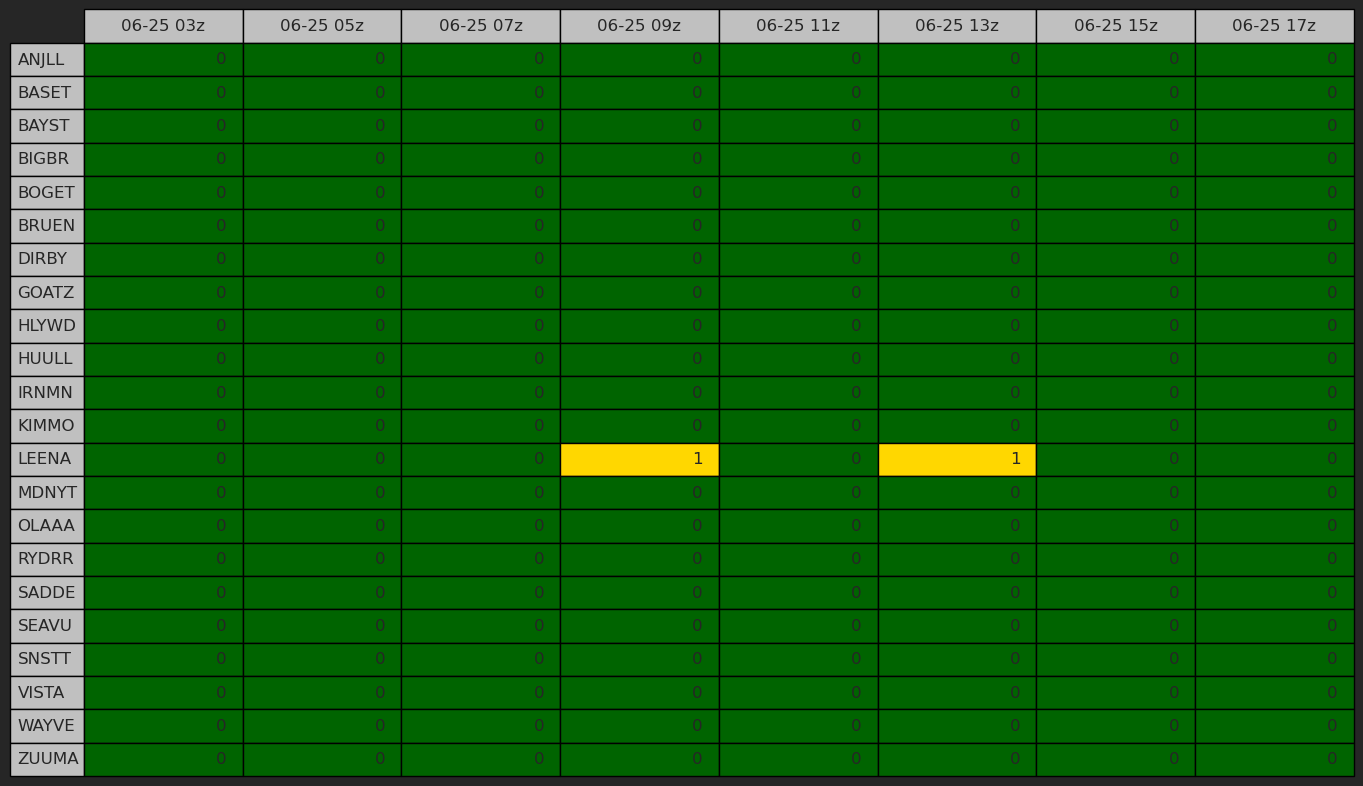 06-25 03z 06-25 05z 06-25 07z 06-25 09z 06-25 11z 06-25 13z 06-25 15z 06-25 17z
ANJLL 0 0 0 0 0 0 0 0
BASET 0 0 0 0 0 0 0 0
BAYST 0 0 0 0 0 0 0 0
BIGBR 0 0 0 0 0 0 0 0
BOGET 0 0 0 0 0 0 0 0
BRUEN 0 0 0 0 0 0 0 0
DIRBY 0 0 0 0 0 0 0 0
GOATZ 0 0 0 0 0 0 0 0
HLYWD 0 0 0 0 0 0 0 0
HUULL 0 0 0 0 0 0 0 0
IRNMN 0 0 0 0 0 0 0 0
KIMMO 0 0 0 0 0 0 0 0
LEENA 0 0 0 1 0 1 0 0
MDNYT 0 0 0 0 0 0 0 0
OLAAA 0 0 0 0 0 0 0 0
RYDRR 0 0 0 0 0 0 0 0
SADDE 0 0 0 0 0 0 0 0
SEAVU 0 0 0 0 0 0 0 0
SNSTT 0 0 0 0 0 0 0 0
VISTA 0 0 0 0 0 0 0 0
WAYVE 0 0 0 0 0 0 0 0
ZUUMA 0 0 0 0 0 0 0 0